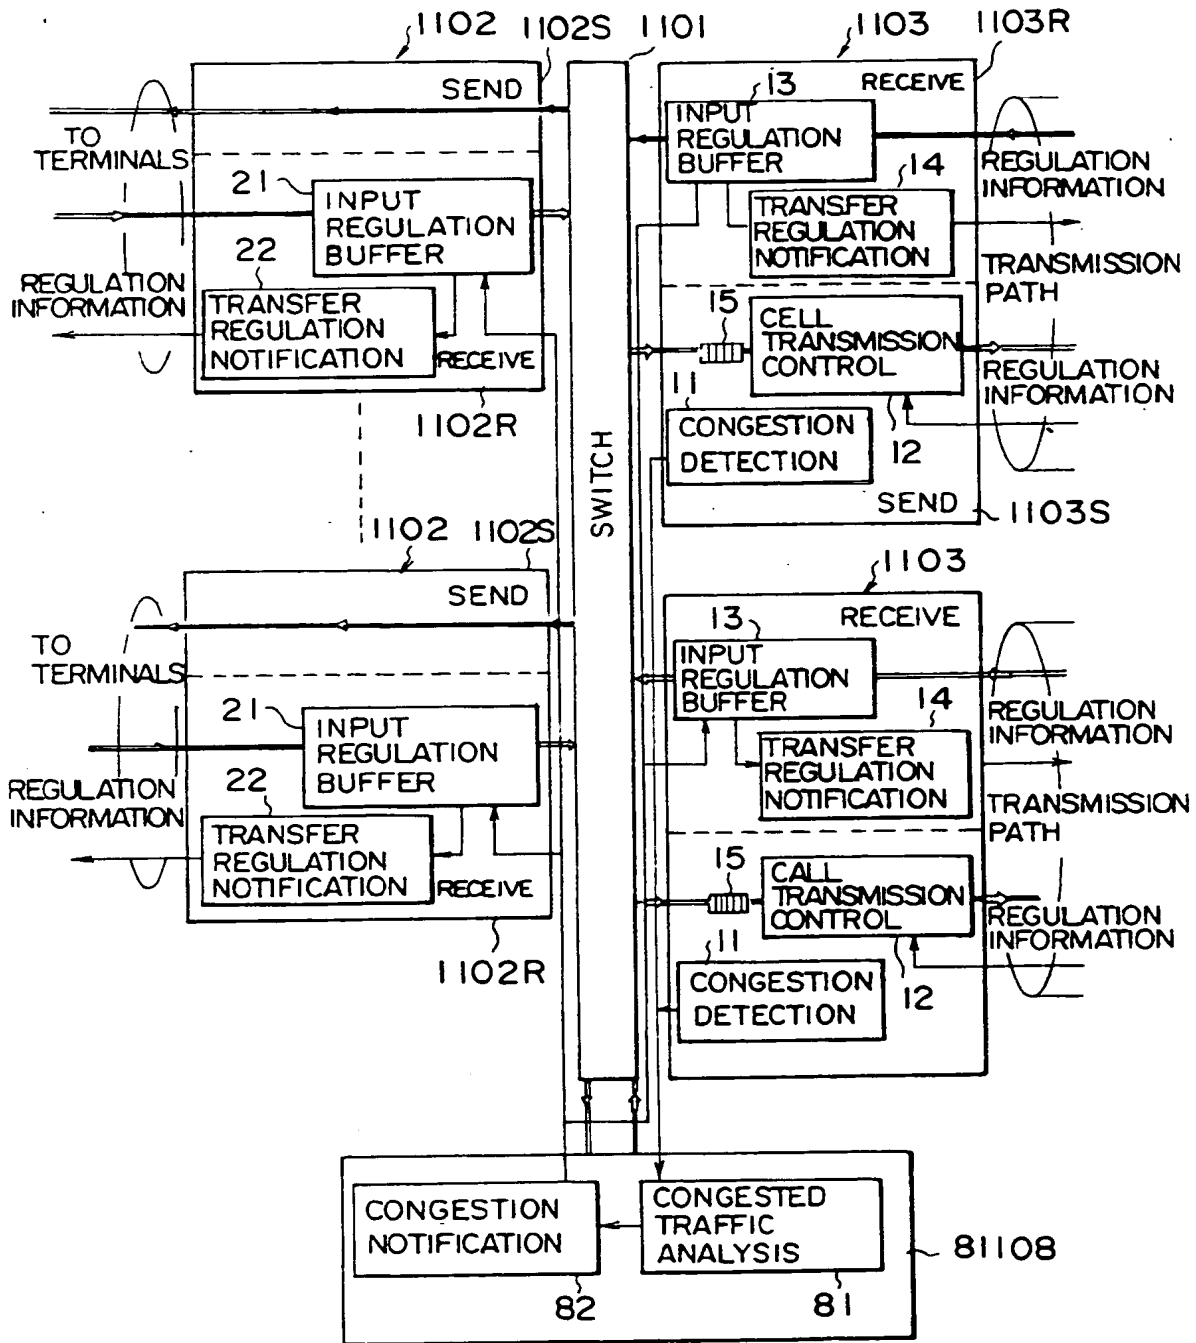 1102
1102S
1101
1103
1103R
SEND
TO
TERMINALS
21
INPUT
REGULATION
BUFFER
22
REGULATION
INFORMATION
TRANSFER
REGULATION
NOTIFICATION
RECEIVE
1102R
SWITCH
RECEIVE
13
INPUT
REGULATION
BUFFER
REGULATION
INFORMATION
14
TRANSFER
REGULATION
NOTIFICATION
TRANSMISSION
PATH
15
CELL
TRANSMISSION
CONTROL
REGULATION
INFORMATION
11
CONGESTION
DETECTION
12
SEND
1103S
1102
1102S
SEND
TO
TERMINALS
21
INPUT
REGULATION
BUFFER
22
REGULATION
INFORMATION
TRANSFER
REGULATION
NOTIFICATION
RECEIVE
1102R
1103
RECEIVE
13
INPUT
REGULATION
BUFFER
14
REGULATION
INFORMATION
TRANSFER
REGULATION
NOTIFICATION
TRANSMISSION
PATH
15
CALL
TRANSMISSION
CONTROL
REGULATION
INFORMATION
11
CONGESTION
DETECTION
12
CONGESTION
NOTIFICATION
CONGESTED
TRAFFIC
ANALYSIS
81108
82
81